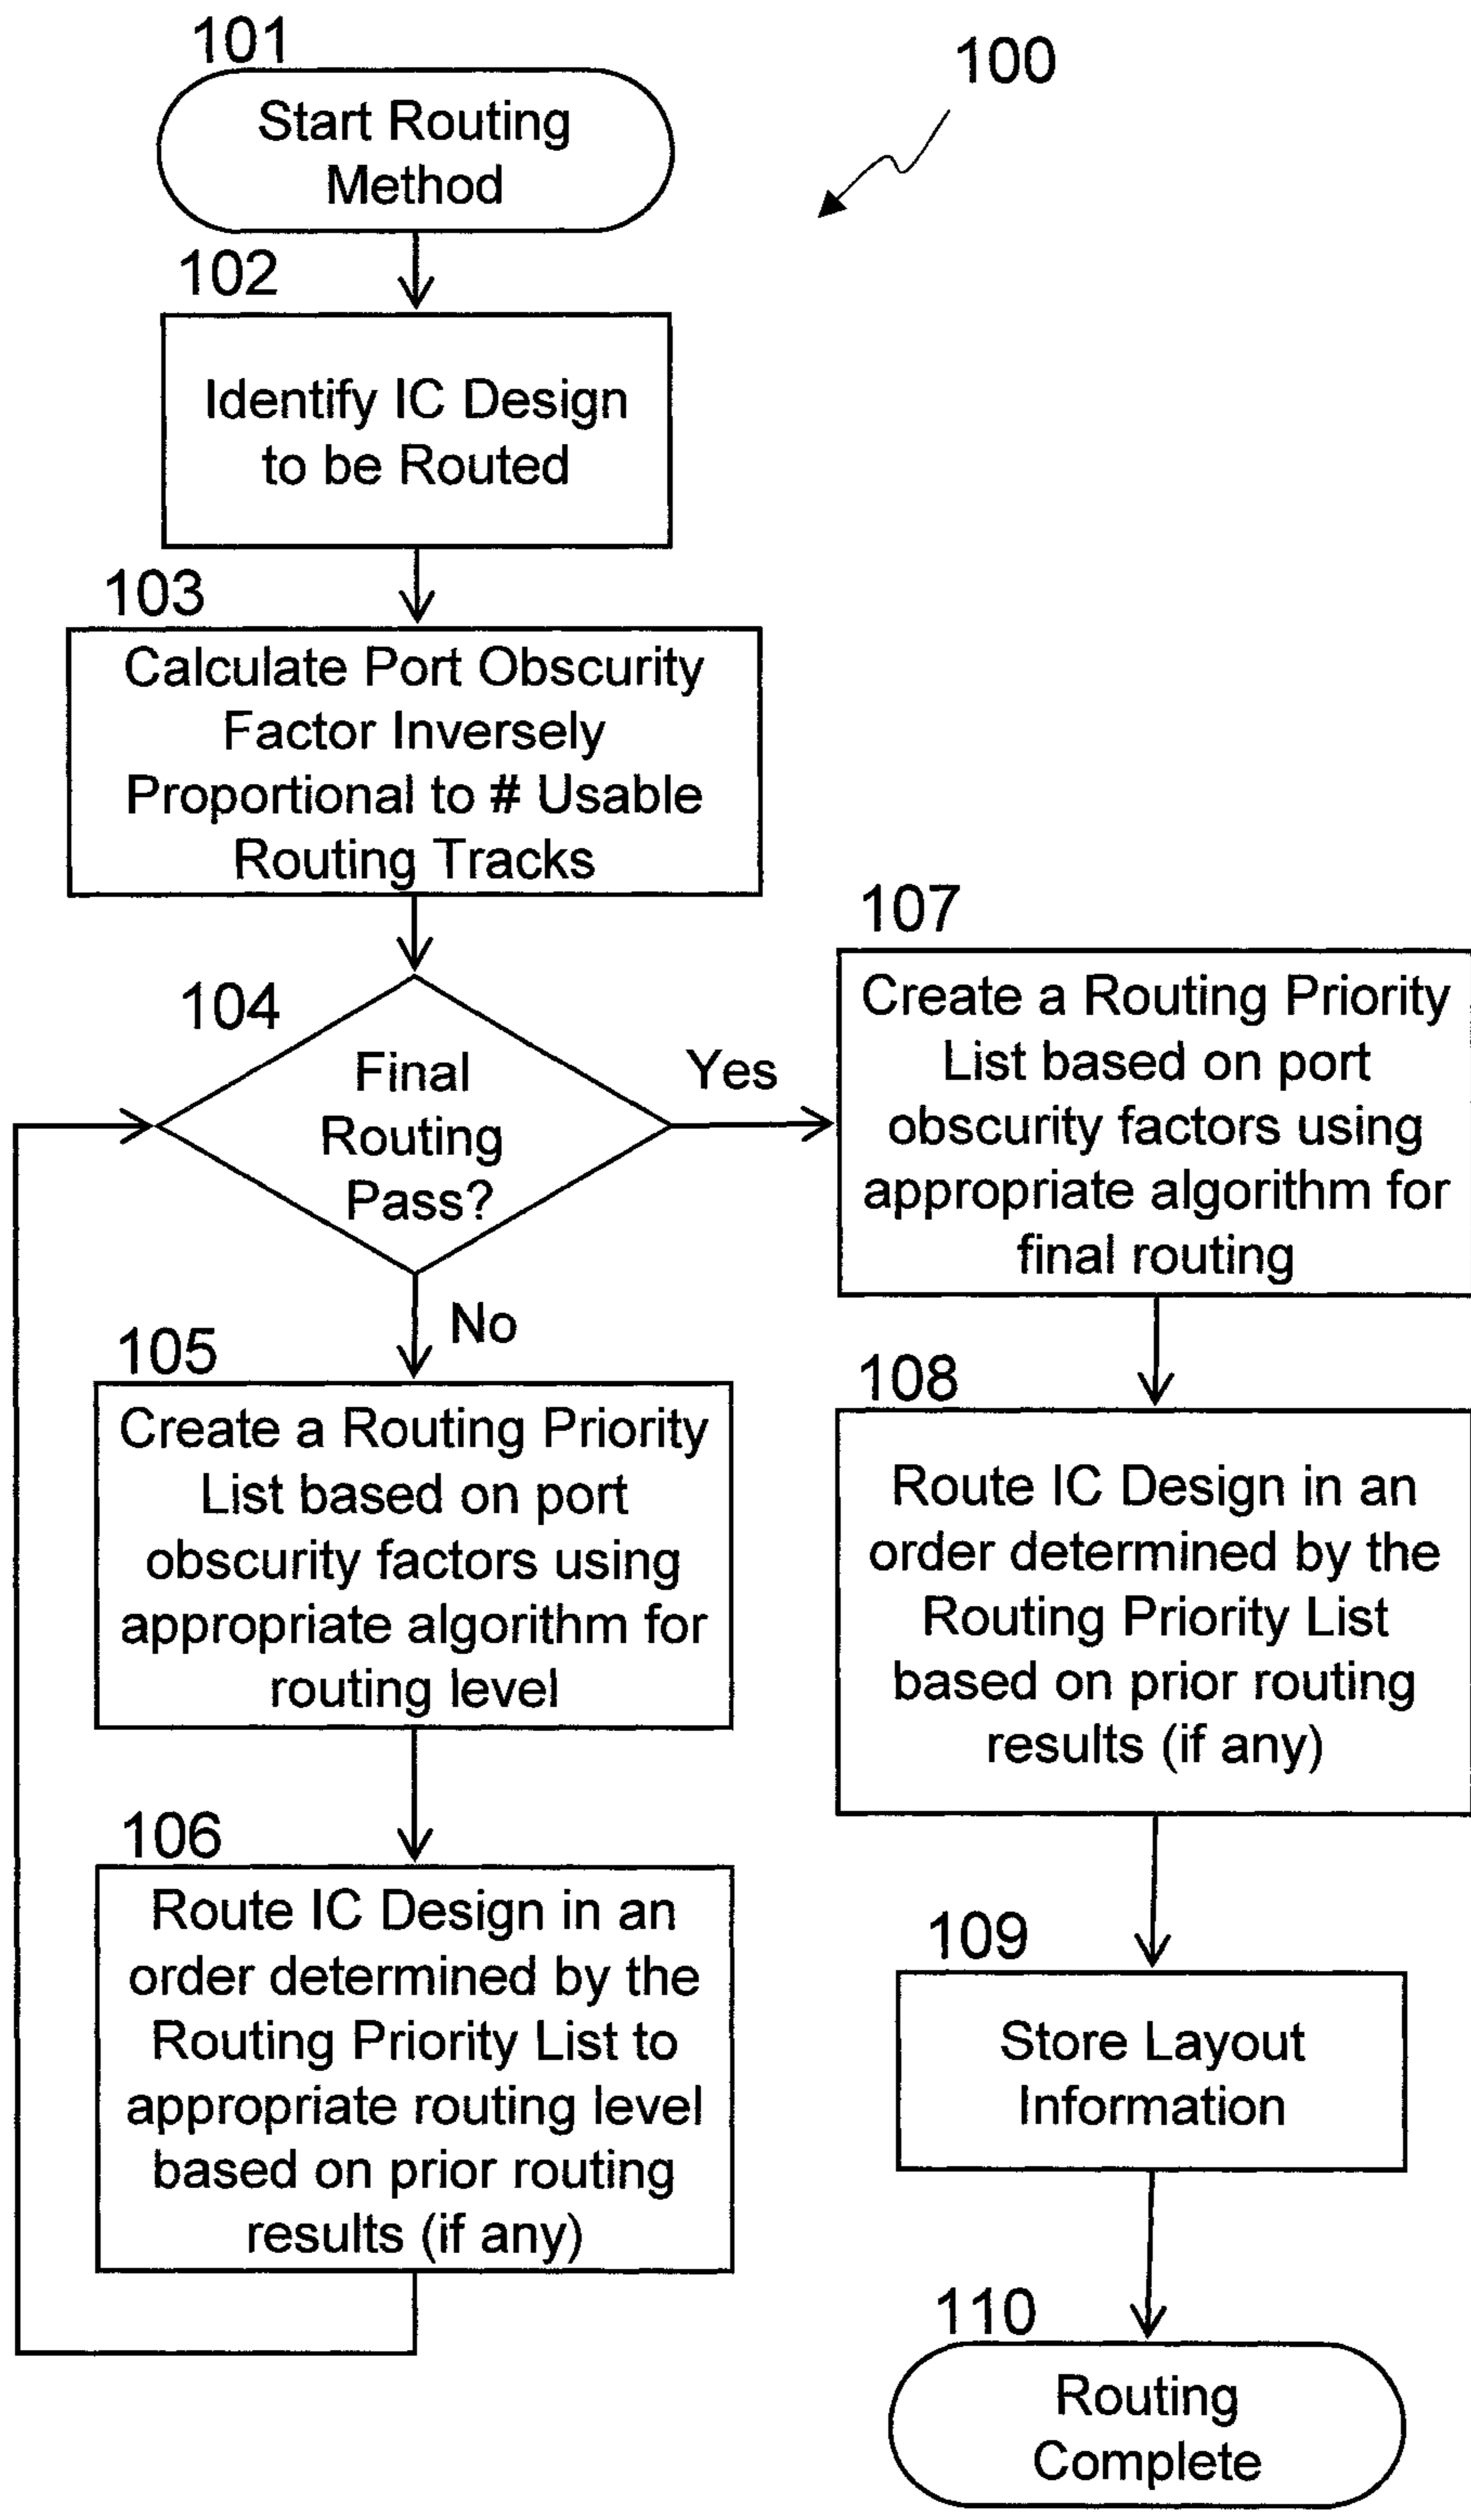 101
Start Routing
Method
100
102
Identify IC Design
to be Routed
103
Calculate Port Obscurity
Factor Inversely
Proportional to # Usable
Routing Tracks
104
Final
Routing
Pass?
Yes
No
105
Create a Routing Priority
List based on port
obscurity factors using
appropriate algorithm for
routing level
106
Route IC Design in an
order determined by the
Routing Priority List to
appropriate routing level
based on prior routing
results (if any)
107
Create a Routing Priority
List based on port
obscurity factors using
appropriate algorithm for
final routing
108
Route IC Design in an
order determined by the
Routing Priority List
based on prior routing
results (if any)
109
Store Layout
Information
110
Routing
Complete